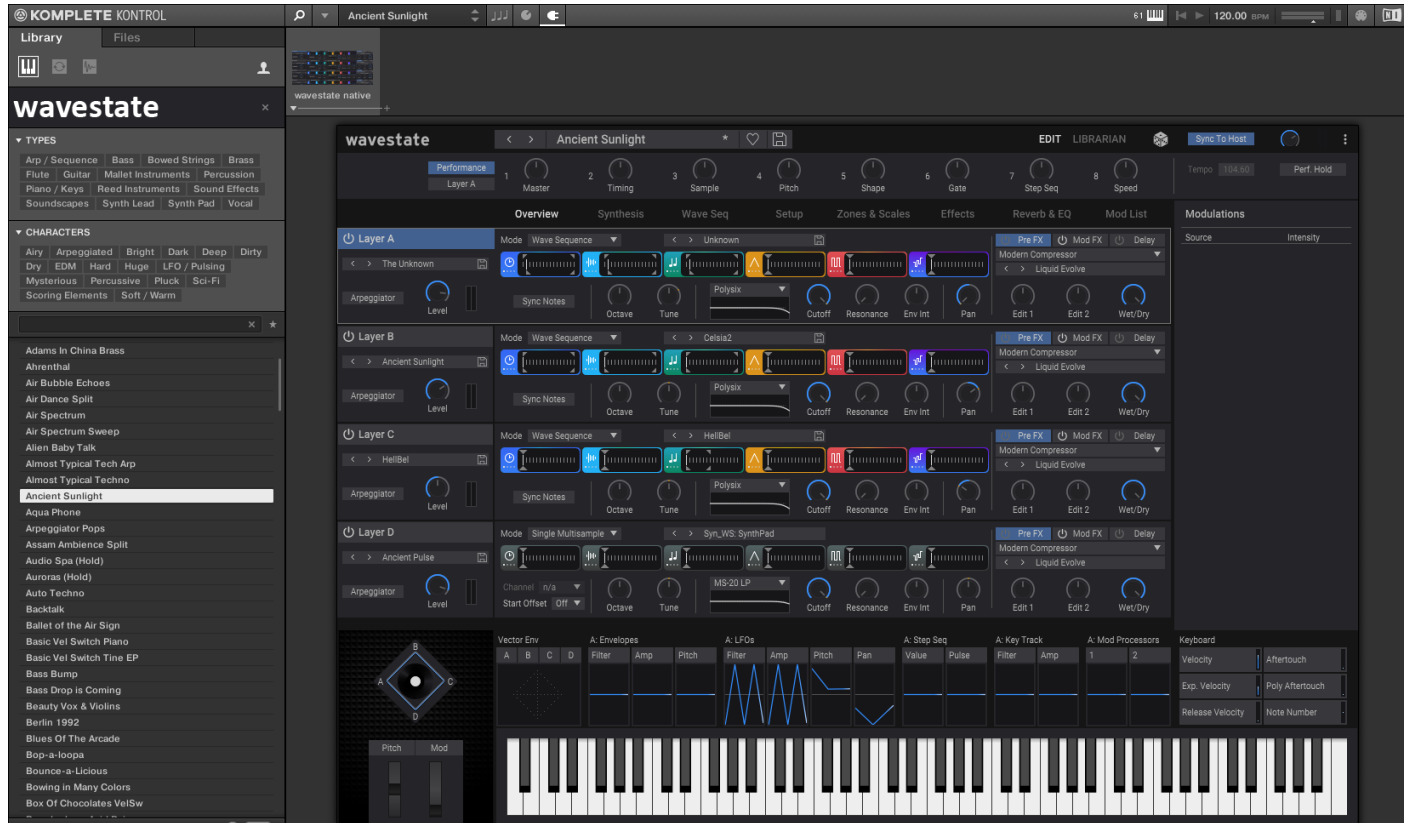 KOMPLETE KONTROL
Ancient Sunlight
61
120.00 BPM
Library Files
wavestate
TYPES
Arp / Sequence Bass Bowed Strings Brass
Flute Guitar Mallet Instruments Percussion
Piano / Keys Reed Instruments Sound Effects
Soundscapes Synth Lead Synth Pad Vocal
CHARACTERS
Airy Arpeggiated Bright Dark Deep Dirty
Dry EDM Hard Huge LFO / Pulsing
Mysterious Percussive Pluck Sci-Fi
Scoring Elements Soft / Warm
Adams In China Brass
Ahrenthal
Air Bubble Echoes
Air Dance Split
Air Spectrum
Air Spectrum Sweep
Alien Baby Talk
Almost Typical Tech Arp
Almost Typical Techno
Ancient Sunlight
Aqua Phone
Arpeggiator Pops
Assam Ambience Split
Audio Spa (Hold)
Auroras (Hold)
Auto Techno
Backtalk
Ballet of the Air Sign
Basic Vel Switch Piano
Basic Vel Switch Tine EP
Bass Bump
Bass Drop is Coming
Beauty Vox & Violins
Berlin 1992
Blues Of The Arcade
Bop-a-loopa
Bounce-a-Licious
Bowing in Many Colors
Box Of Chocolates VelSw
wavestate native
wavestate
Ancient Sunlight *
EDIT LIBRARIAN
Sync To Host
Performance
Layer A
1 Master
2 Timing
3 Sample
4 Pitch
5 Shape
6 Gate
7 Step Seq
8 Speed
Tempo 104.60
Perf. Hold
Overview Synthesis Wave Seq Setup Zones & Scales Effects Reverb & EQ Mod List
Modulations
Source Intensity
Layer A
Mode Wave Sequence
Unknown
Pre FX Mod FX Delay
Modern Compressor
Liquid Evolve
The Unknown
Arpeggiator
Level
Sync Notes
Octave Tune
Polysix
Cutoff Resonance Env Int Pan
Edit 1 Edit 2 Wet/Dry
Layer B
Mode Wave Sequence
Celsia2
Pre FX Mod FX Delay
Modern Compressor
Liquid Evolve
Ancient Sunlight
Arpeggiator
Level
Sync Notes
Octave Tune
Polysix
Cutoff Resonance Env Int Pan
Edit 1 Edit 2 Wet/Dry
Layer C
Mode Wave Sequence
HellBel
Pre FX Mod FX Delay
Modern Compressor
Liquid Evolve
HellBel
Arpeggiator
Level
Sync Notes
Octave Tune
Polysix
Cutoff Resonance Env Int Pan
Edit 1 Edit 2 Wet/Dry
Layer D
Mode Single Multisample
Syn_WS: SynthPad
Pre FX Mod FX Delay
Modern Compressor
Liquid Evolve
Ancient Pulse
Arpeggiator
Level
Channel n/a
Start Offset Off
Octave Tune
MS-20 LP
Cutoff Resonance Env Int Pan
Edit 1 Edit 2 Wet/Dry
B
A C
D
Pitch Mod
Vector Env
A B C D
A: Envelopes
Filter Amp Pitch
A: LFOs
Filter Amp Pitch Pan
A: Step Seq
Value Pulse
A: Key Track
Filter Amp
A: Mod Processors
1 2
Keyboard
Velocity Aftertouch
Exp. Velocity Poly Aftertouch
Release Velocity Note Number